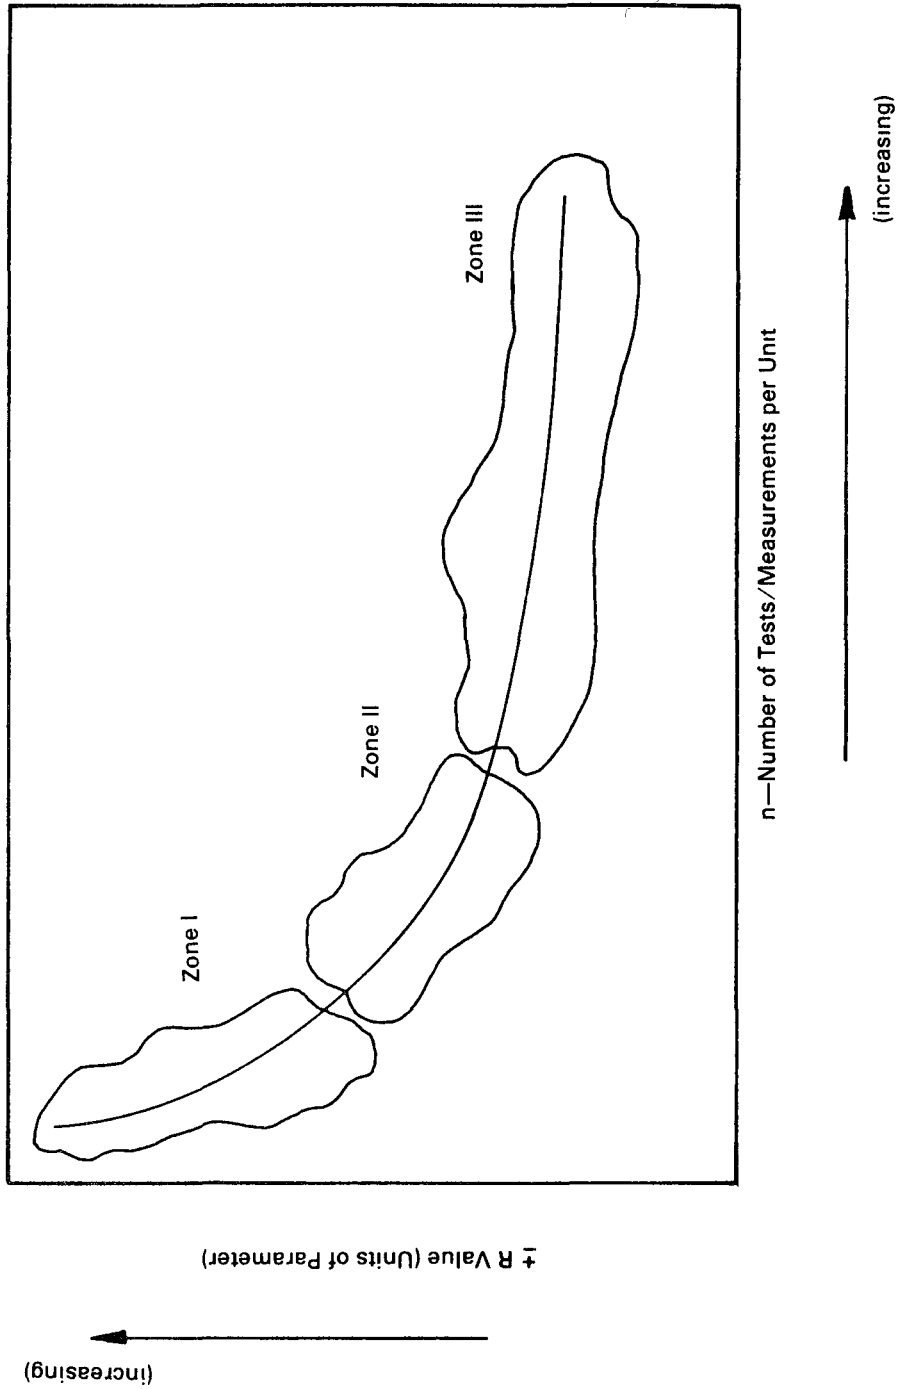 Zone I
Zone II
Zone III
± R Value (Units of Parameter)
(increasing)
n—Number of Tests/Measurements per Unit
(increasing)